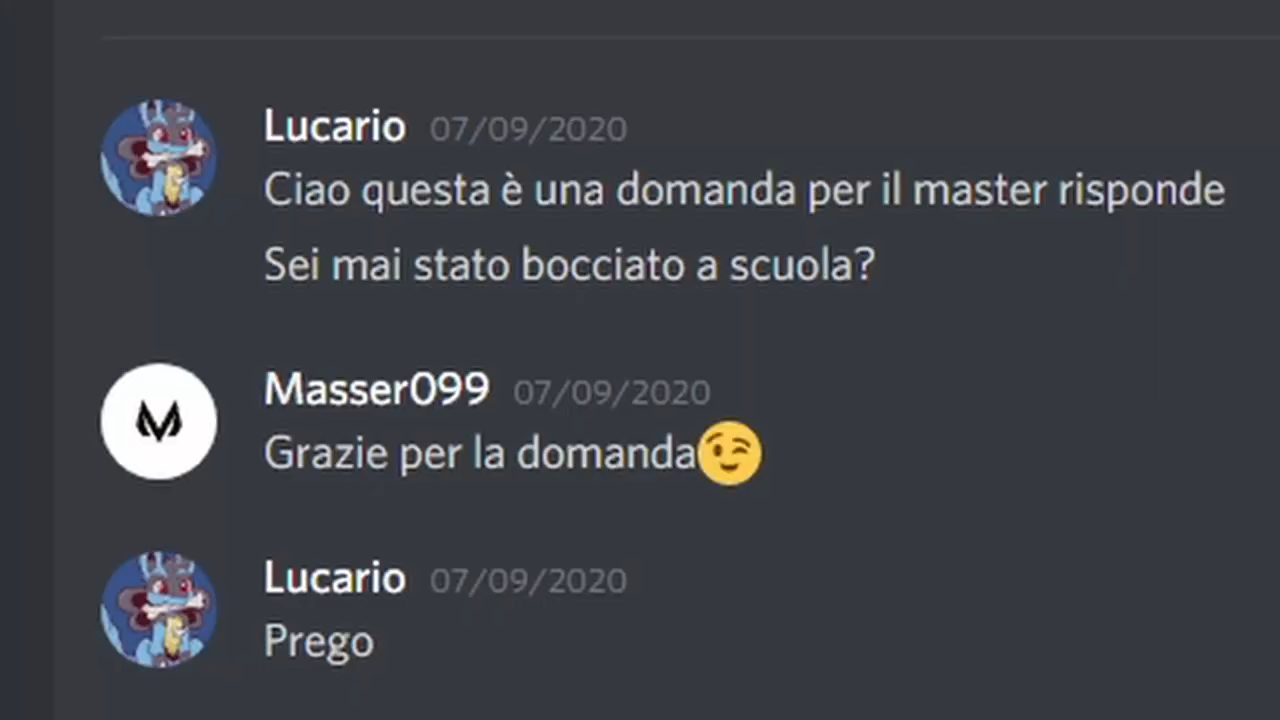 Lucario 07/09/2020
Ciao questa è una domanda per il master risponde
Sei mai stato bocciato a scuola?
Masser099 07/09/2020
Grazie per la domanda😉
Lucario 07/09/2020
Prego